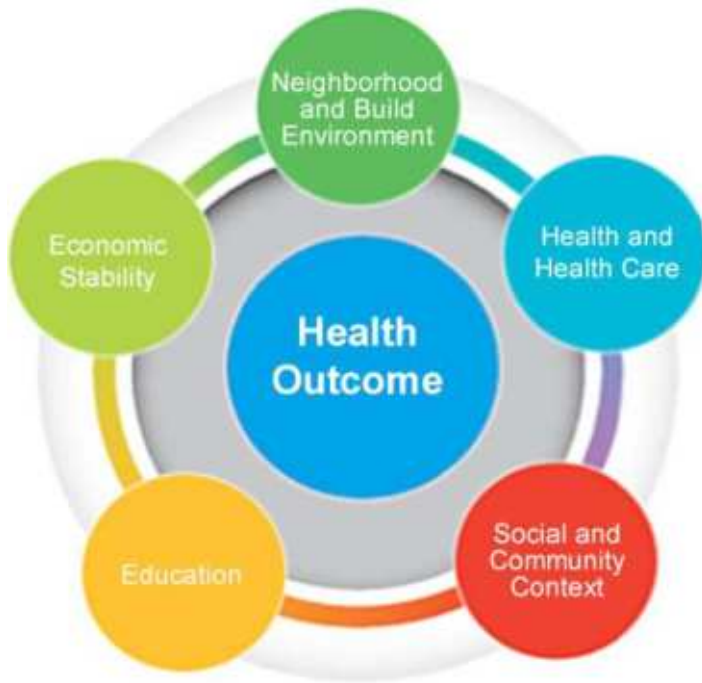 Neighborhood
and Build
Environment
Economic
Stability
Health and
Health Care
Health
Outcome
Education
Social and
Community
Context